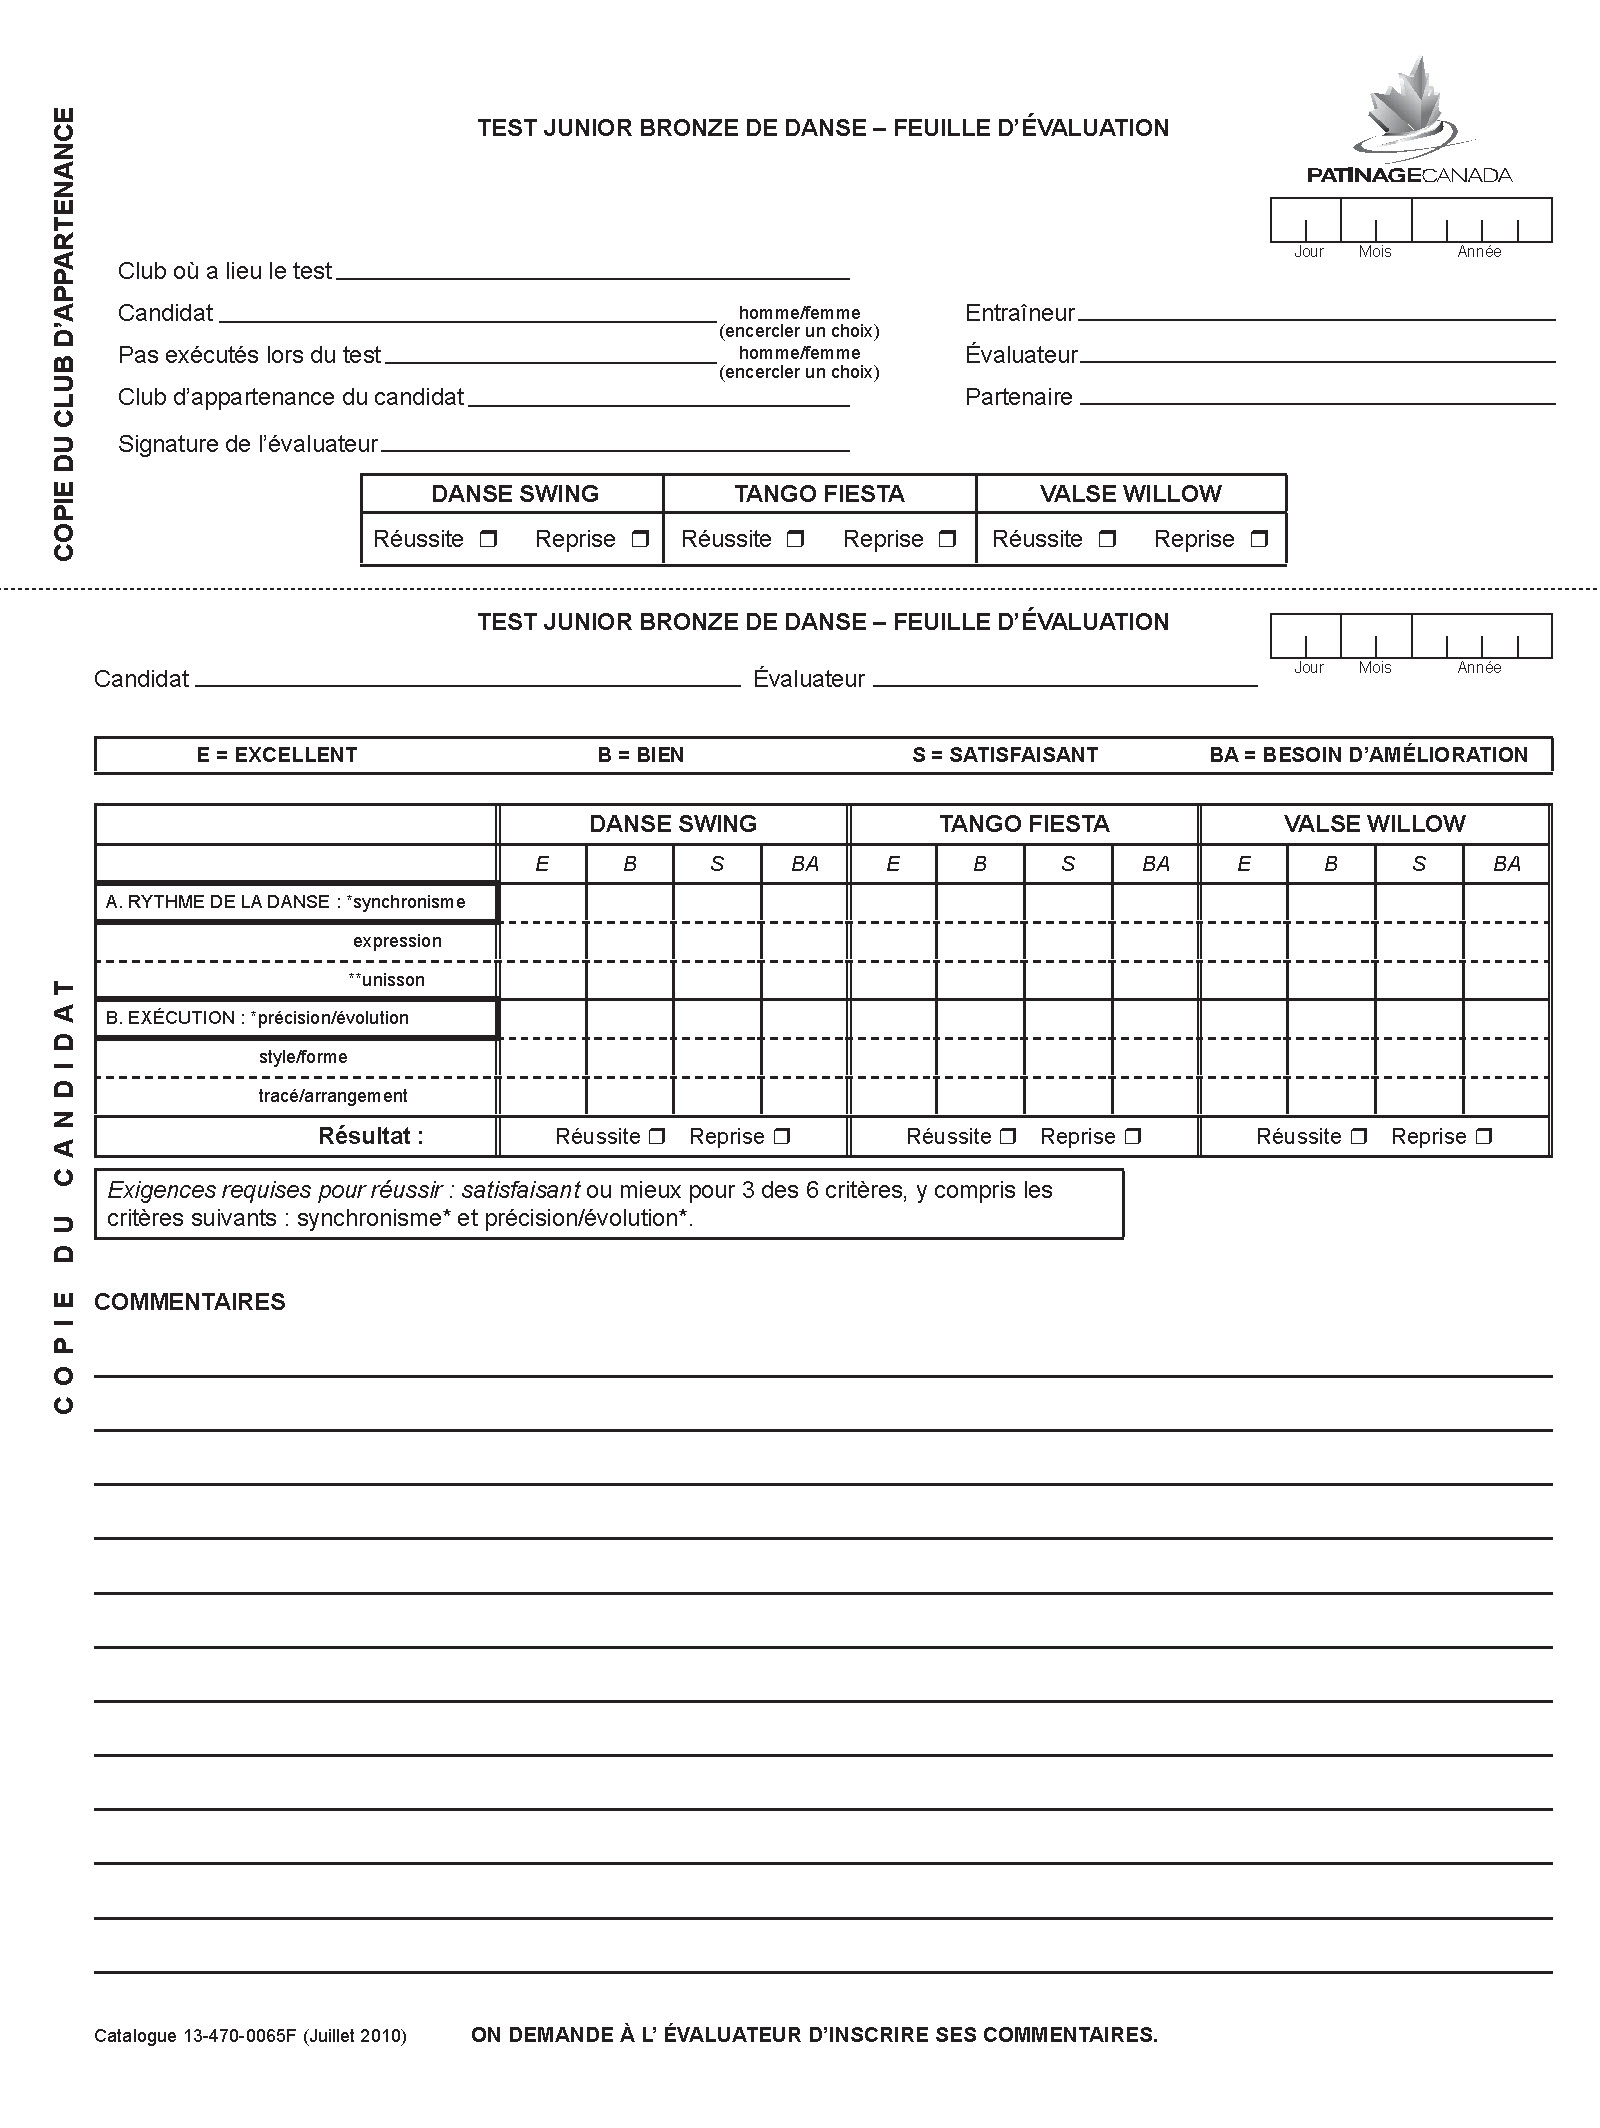 COPIE DU CLUB D’APPARTENANCE
TEST JUNIOR BRONZE DE DANSE – FEUILLE D’ÉVALUATION
PATINAGECANADA
Jour Mois Année
Club où a lieu le test
Candidat homme/femme (encercler un choix) Entraîneur
Pas exécutés lors du test homme/femme (encercler un choix) Évaluateur
Club d’appartenance du candidat Partenaire
Signature de l’évaluateur
DANSE SWING TANGO FIESTA VALSE WILLOW
Réussite ❒ Reprise ❒ Réussite ❒ Reprise ❒ Réussite ❒ Reprise ❒
COPIE DU CANDIDAT
TEST JUNIOR BRONZE DE DANSE – FEUILLE D’ÉVALUATION
Jour Mois Année
Candidat Évaluateur
E = EXCELLENT B = BIEN S = SATISFAISANT BA = BESOIN D’AMÉLIORATION
DANSE SWING TANGO FIESTA VALSE WILLOW
E B S BA E B S BA E B S BA
A. RYTHME DE LA DANSE : *synchronisme
expression
**unisson
B. EXÉCUTION : *précision/évolution
style/forme
tracé/arrangement
Résultat : Réussite ❒ Reprise ❒ Réussite ❒ Reprise ❒ Réussite ❒ Reprise ❒
Exigences requises pour réussir : satisfaisant ou mieux pour 3 des 6 critères, y compris les
critères suivants : synchronisme* et précision/évolution*.
COMMENTAIRES
Catalogue 13-470-0065F (Juillet 2010) ON DEMANDE À L’ ÉVALUATEUR D’INSCRIRE SES COMMENTAIRES.